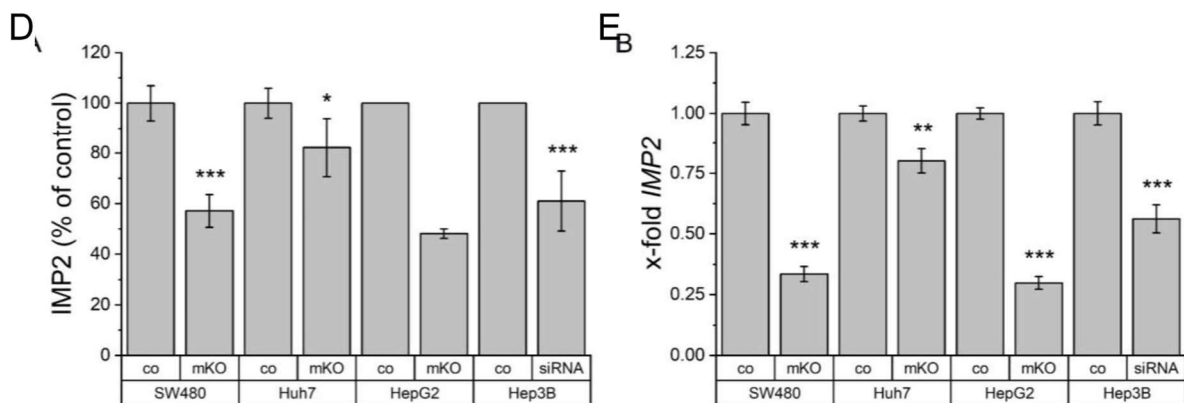 D
A
IMP2 (% of control)
120
100
80
60
40
20
0
***
*
***
co mKO co mKO co mKO co siRNA
SW480 Huh7 HepG2 Hep3B
E
B
x-fold IMP2
1.25
1.00
0.75
0.50
0.25
0.00
***
**
***
***
co mKO co mKO co mKO co siRNA
SW480 Huh7 HepG2 Hep3B